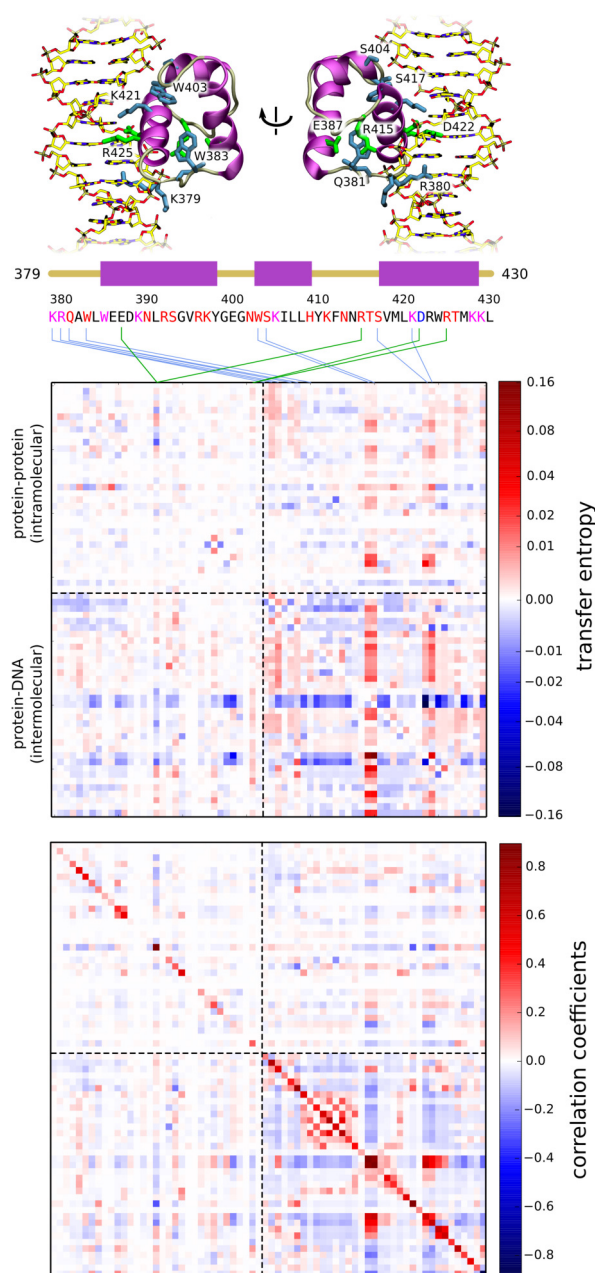 S404
S417
K421
W403
E387
R415
D422
R425
W383
Q381
R380
K379
379
430
380 390 400 410 420 430
KRQAWLWEEDKNLRSGVRKYGEGNWSKILLHYKFNNRTSVMLKDRWRTMKKL
protein-protein
(intramolecular)
protein-DNA
(intermolecular)
0.16
0.08
0.04
0.02
0.01
0.00
−0.01
−0.02
−0.04
−0.08
−0.16
transfer entropy
0.8
0.6
0.4
0.2
0.0
−0.2
−0.4
−0.6
−0.8
correlation coefficients